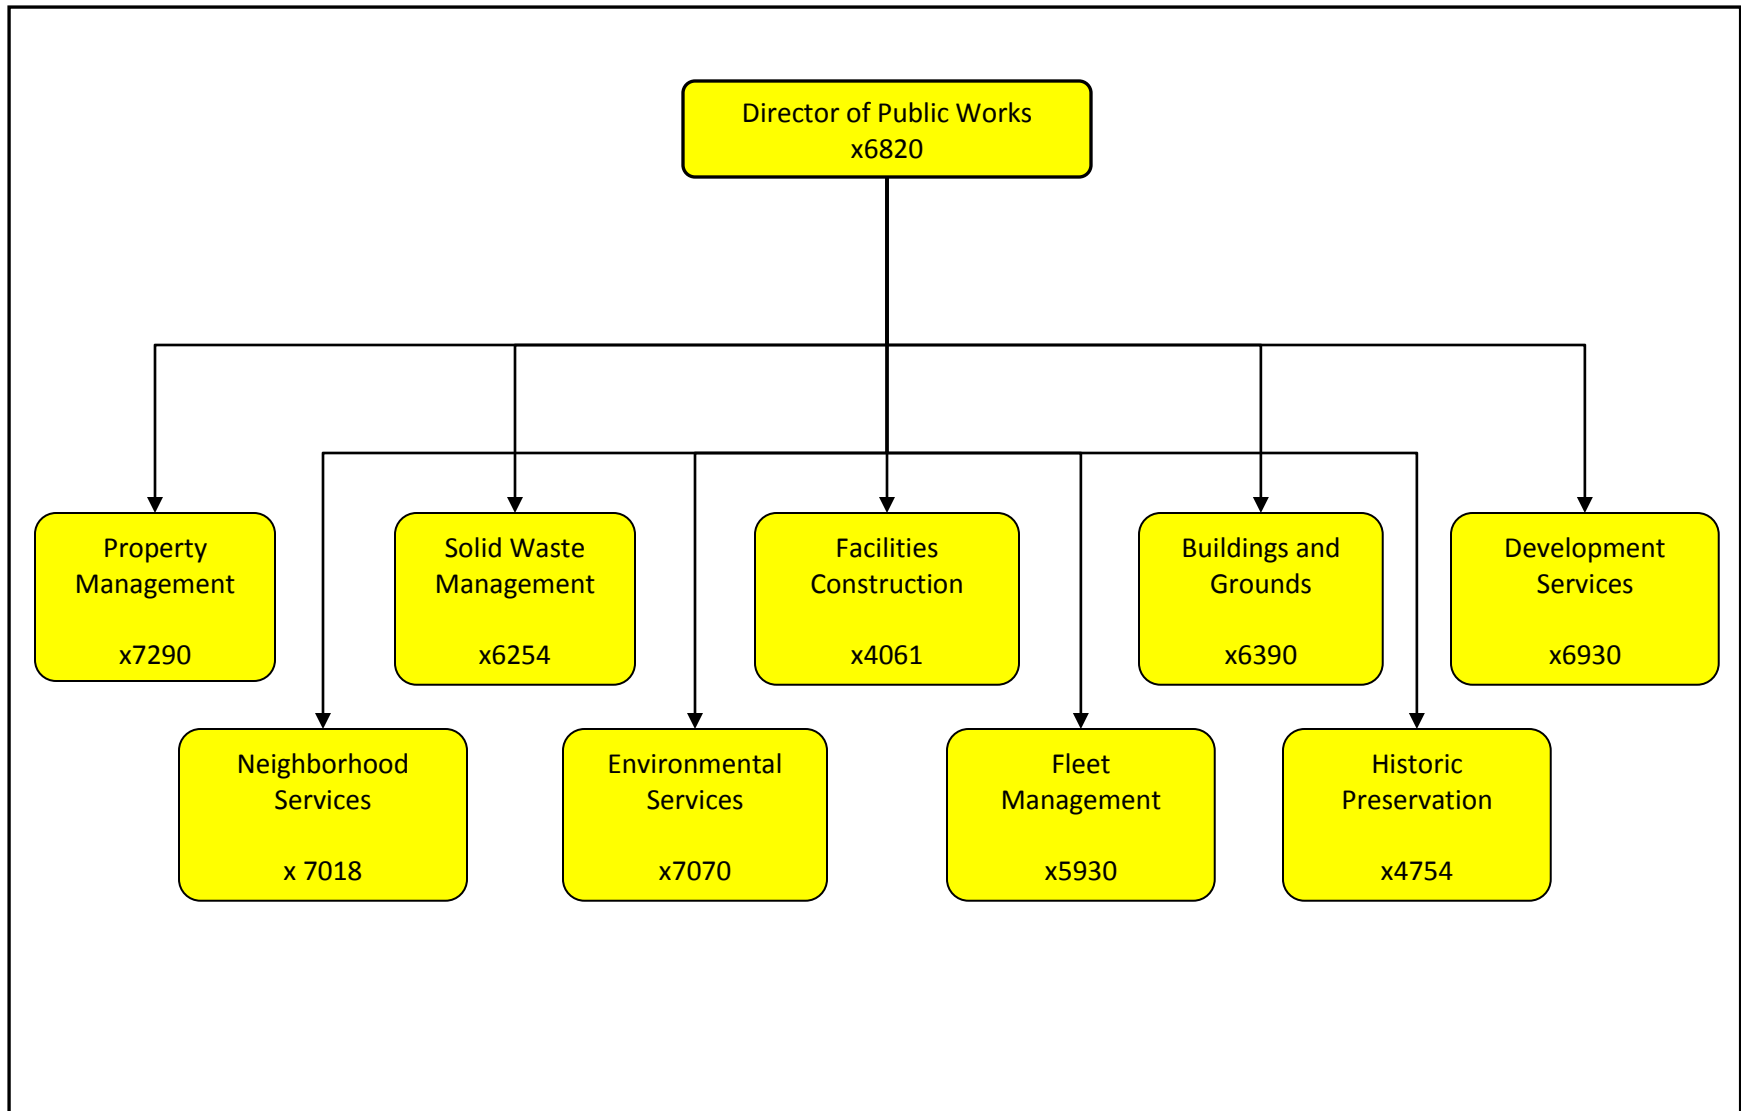 Director of Public Works
x6820
Property
Management
x7290
Solid Waste
Management
x6254
Facilities
Construction
x4061
Buildings and
Grounds
x6390
Development
Services
x6930
Neighborhood
Services
x 7018
Environmental
Services
x7070
Fleet
Management
x5930
Historic
Preservation
x4754